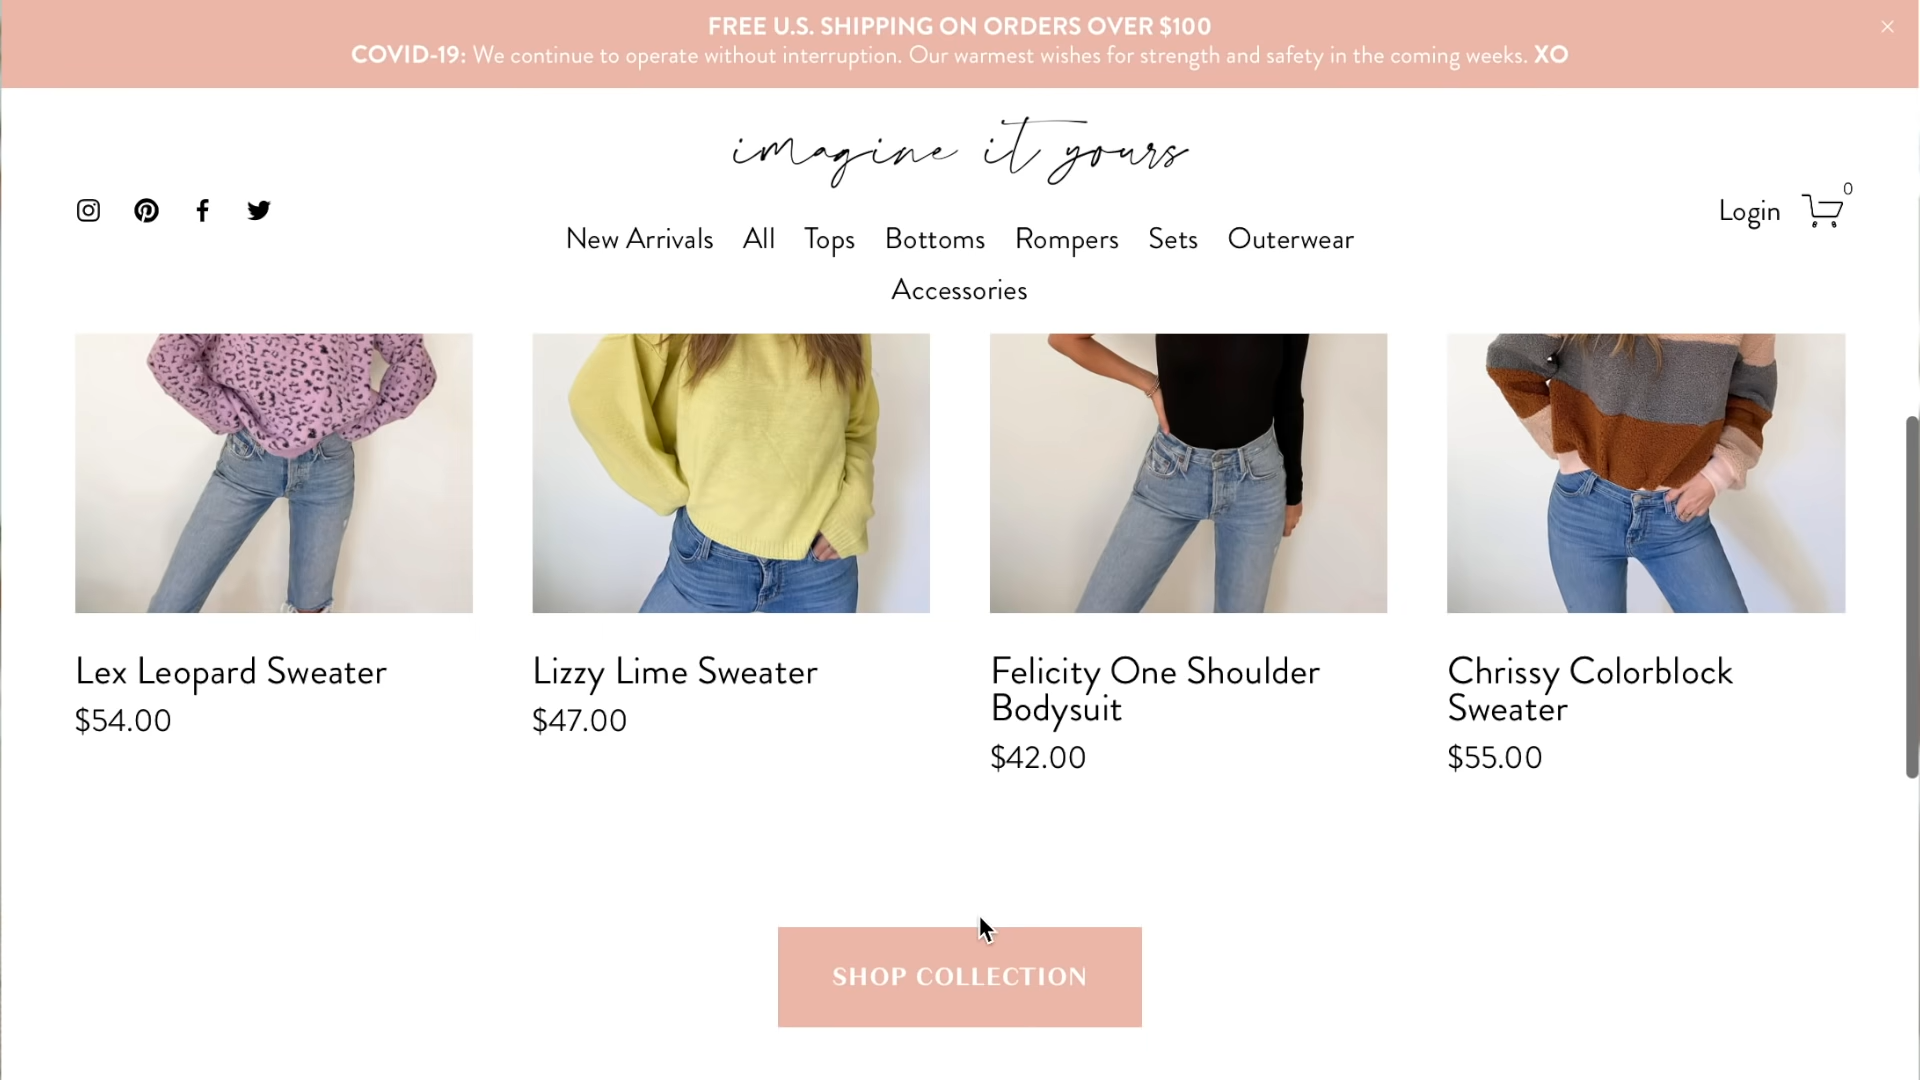 FREE U.S. SHIPPING ON ORDERS OVER $100
COVID-19: We continue to operate without interruption. Our warmest wishes for strength and safety in the coming weeks. XO
imagine it yours
Login
0
New Arrivals All Tops Bottoms Rompers Sets Outerwear
Accessories
Lex Leopard Sweater
$54.00
Lizzy Lime Sweater
$47.00
Felicity One Shoulder
Bodysuit
$42.00
Chrissy Colorblock
Sweater
$55.00
SHOP COLLECTION